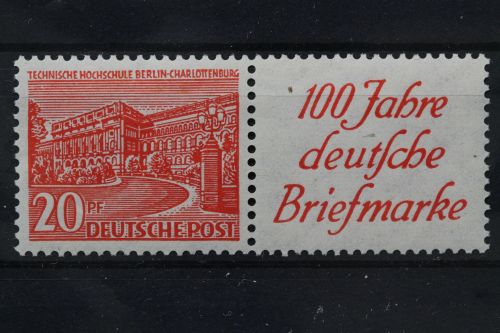 TECHNISCHE HOCHSCHULE BERLIN-CHARLOTTENBURG
20 PF
DEUTSCHE POST
100 Jahre
deutsche
Briefmarke